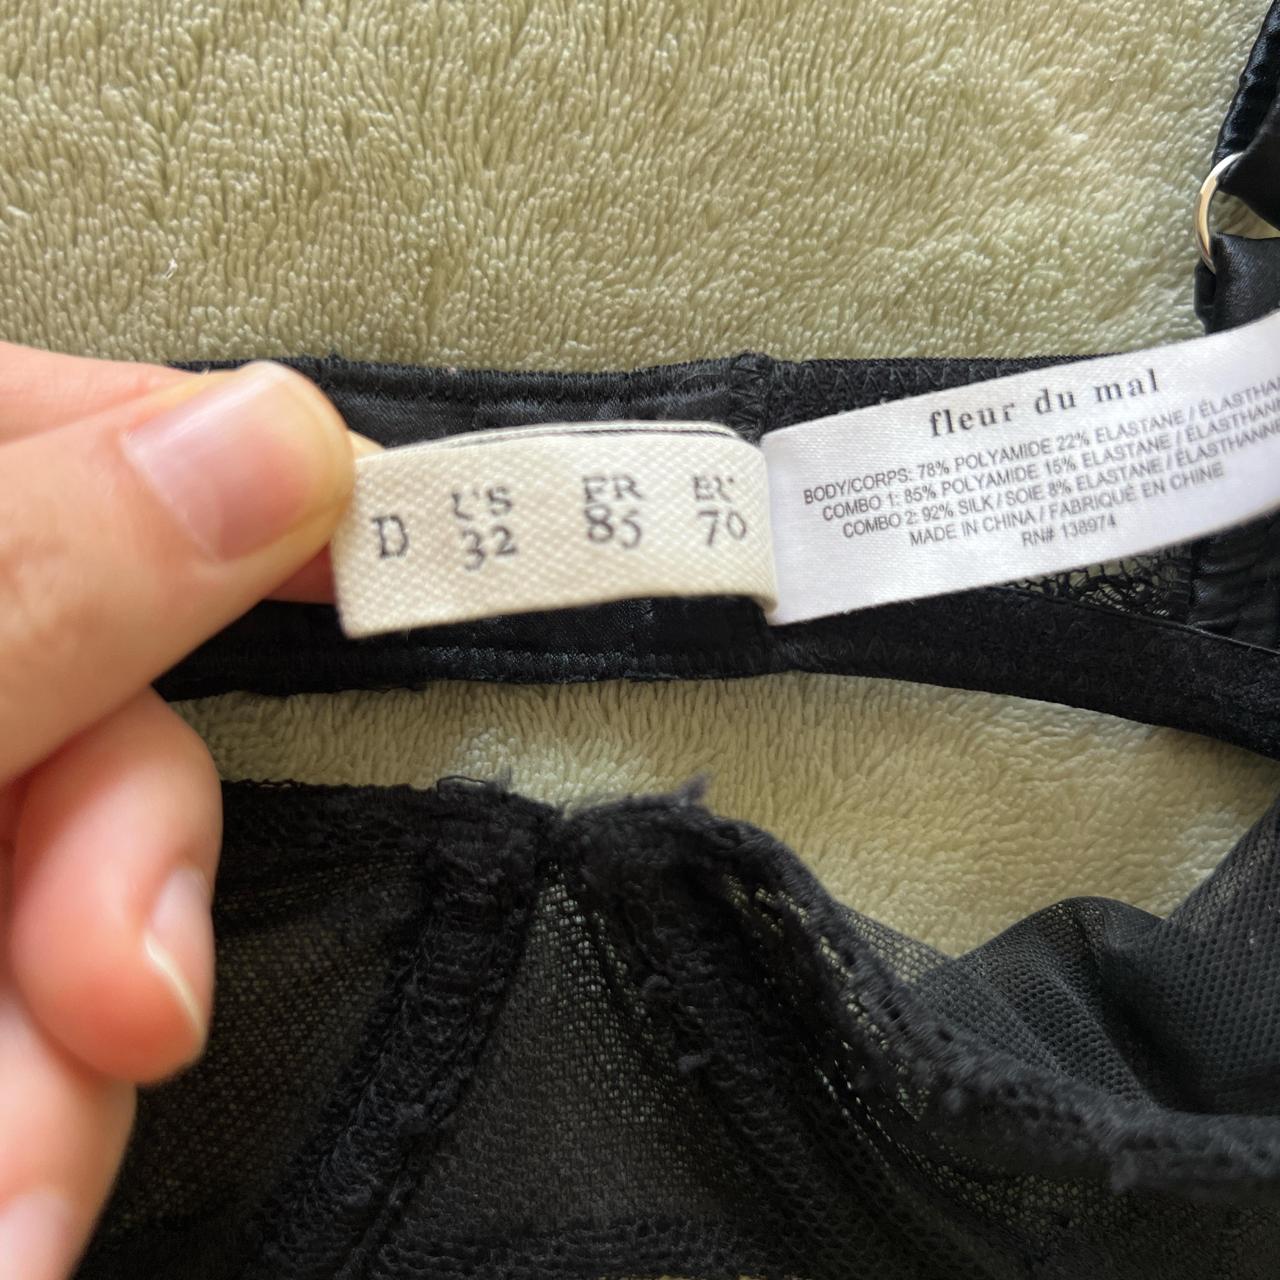 D US FR EU
32 85 70
fleur du mal
BODY/CORPS: 78% POLYAMIDE 22% ELASTANE / ÉLASTHAN
COMBO 1: 85% POLYAMIDE 15% ELASTANE / ÉLASTHAN
COMBO 2: 92% SILK / SOIE 8% ELASTANE / ÉLASTHANNE
MADE IN CHINA / FABRIQUÉ EN CHINE
RN# 138974